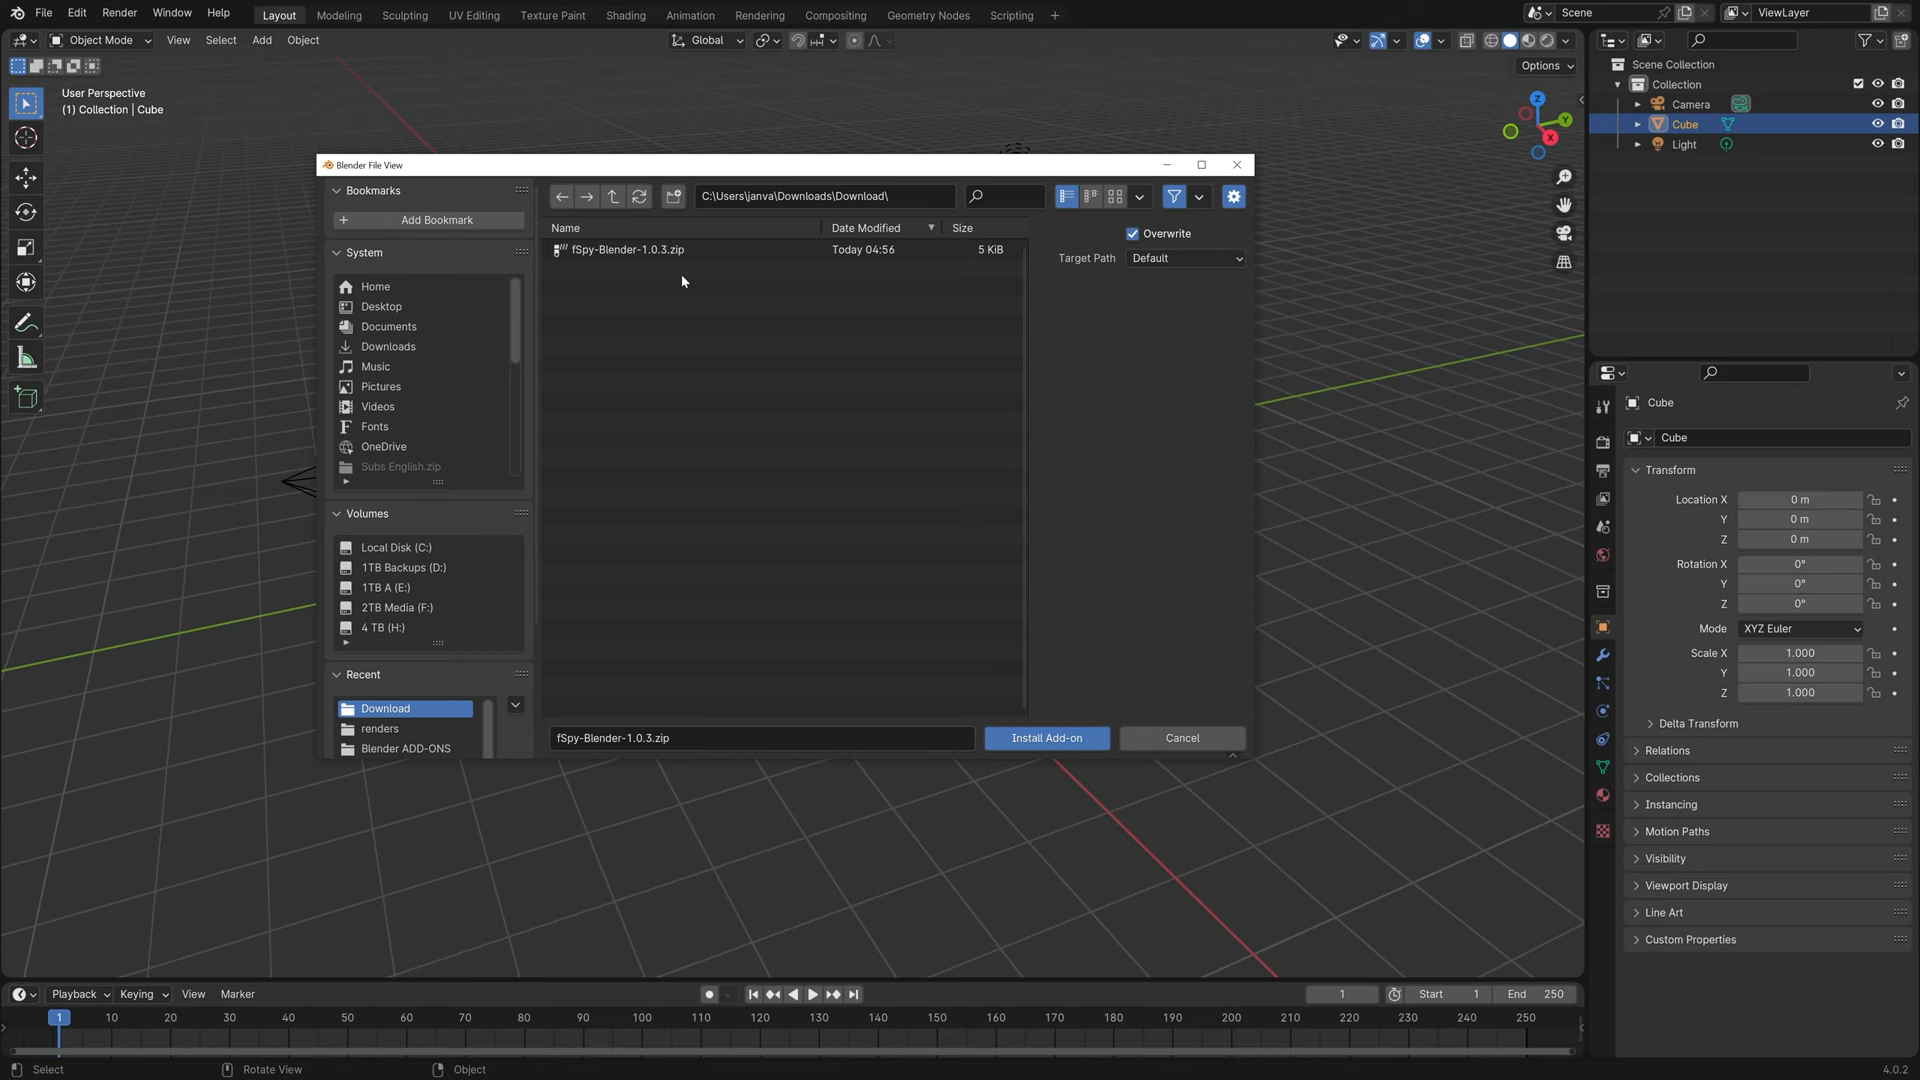 File Edit Render Window Help
Layout Modeling Sculpting UV Editing Texture Paint Shading Animation Rendering Compositing Geometry Nodes Scripting
Scene
ViewLayer
Object Mode View Select Add Object
Global
Options
User Perspective
(1) Collection | Cube
Z
Y
X
Scene Collection
Collection
Camera
Cube
Light
Blender File View
Bookmarks
Add Bookmark
System
Home
Desktop
Documents
Downloads
Music
Pictures
Videos
Fonts
OneDrive
Subs English.zip
Volumes
Local Disk (C:)
1TB Backups (D:)
1TB A (E:)
2TB Media (F:)
4 TB (H:)
Recent
Download
renders
Blender ADD-ONS
C:\Users\janva\Downloads\Download\
Name Date Modified Size
fSpy-Blender-1.0.3.zip Today 04:56 5 KiB
Overwrite
Target Path Default
fSpy-Blender-1.0.3.zip
Install Add-on
Cancel
Cube
Cube
Transform
Location X 0 m
Y 0 m
Z 0 m
Rotation X 0°
Y 0°
Z 0°
Mode XYZ Euler
Scale X 1.000
Y 1.000
Z 1.000
Delta Transform
Relations
Collections
Instancing
Motion Paths
Visibility
Viewport Display
Line Art
Custom Properties
Playback Keying View Marker
1
Start 1
End 250
1 10 20 30 40 50 60 70 80 90 100 110 120 130 140 150 160 170 180 190 200 210 220 230 240 250
Select
Rotate View
Object
4.0.2